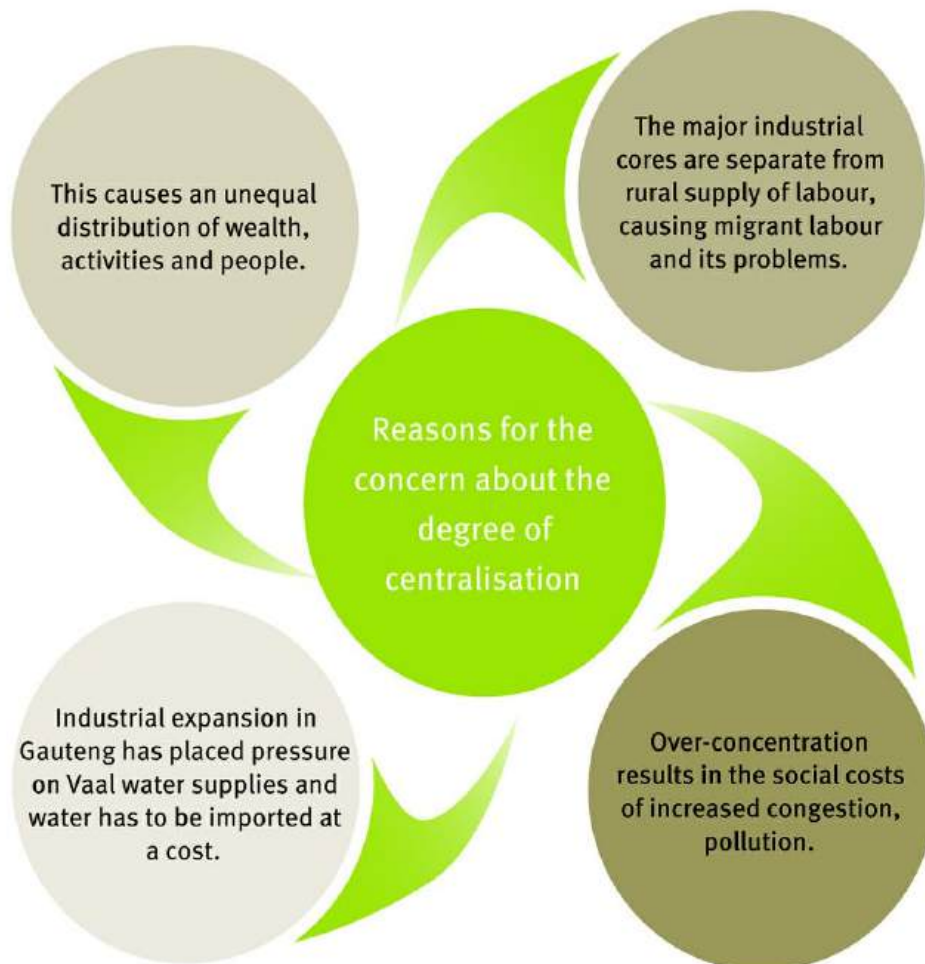 This causes an unequal
distribution of wealth,
activities and people.
The major industrial
cores are separate from
rural supply of labour,
causing migrant labour
and its problems.
Reasons for the
concern about the
degree of
centralisation
Industrial expansion in
Gauteng has placed pressure
on Vaal water supplies and
water has to be imported at
a cost.
Over-concentration
results in the social costs
of increased congestion,
pollution.